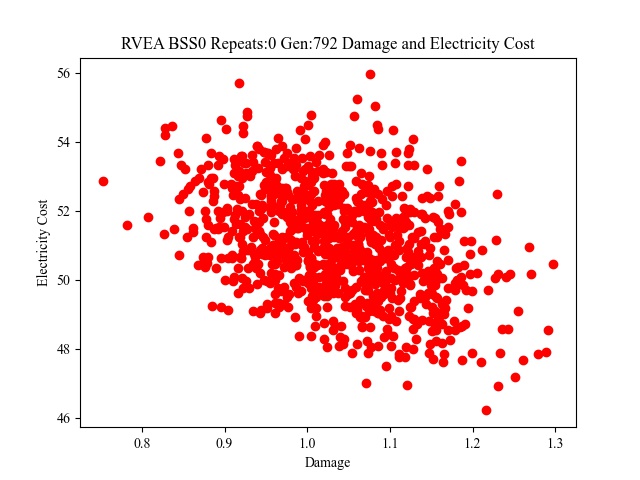 RVEA BSS0 Repeats:0 Gen:792 Damage and Electricity Cost
56
54
52
50
48
46
Electricity Cost
0.8 0.9 1.0 1.1 1.2 1.3
Damage